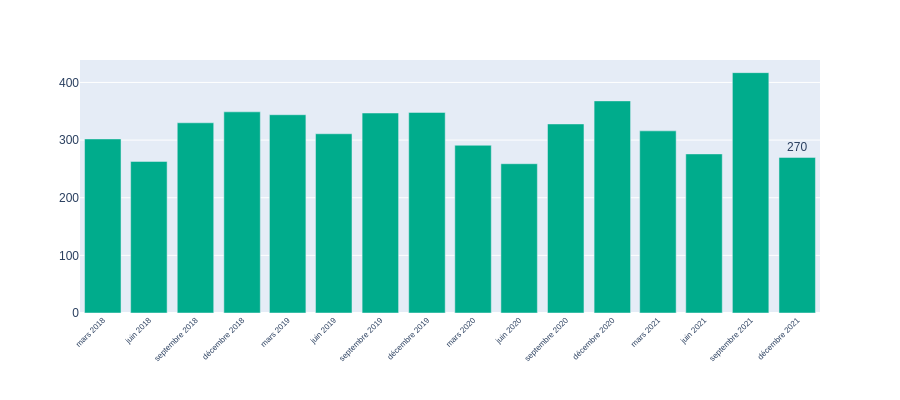 400
300
200
100
0
270
mars 2018
juin 2018
septembre 2018
décembre 2018
mars 2019
juin 2019
septembre 2019
décembre 2019
mars 2020
juin 2020
septembre 2020
décembre 2020
mars 2021
juin 2021
septembre 2021
décembre 2021